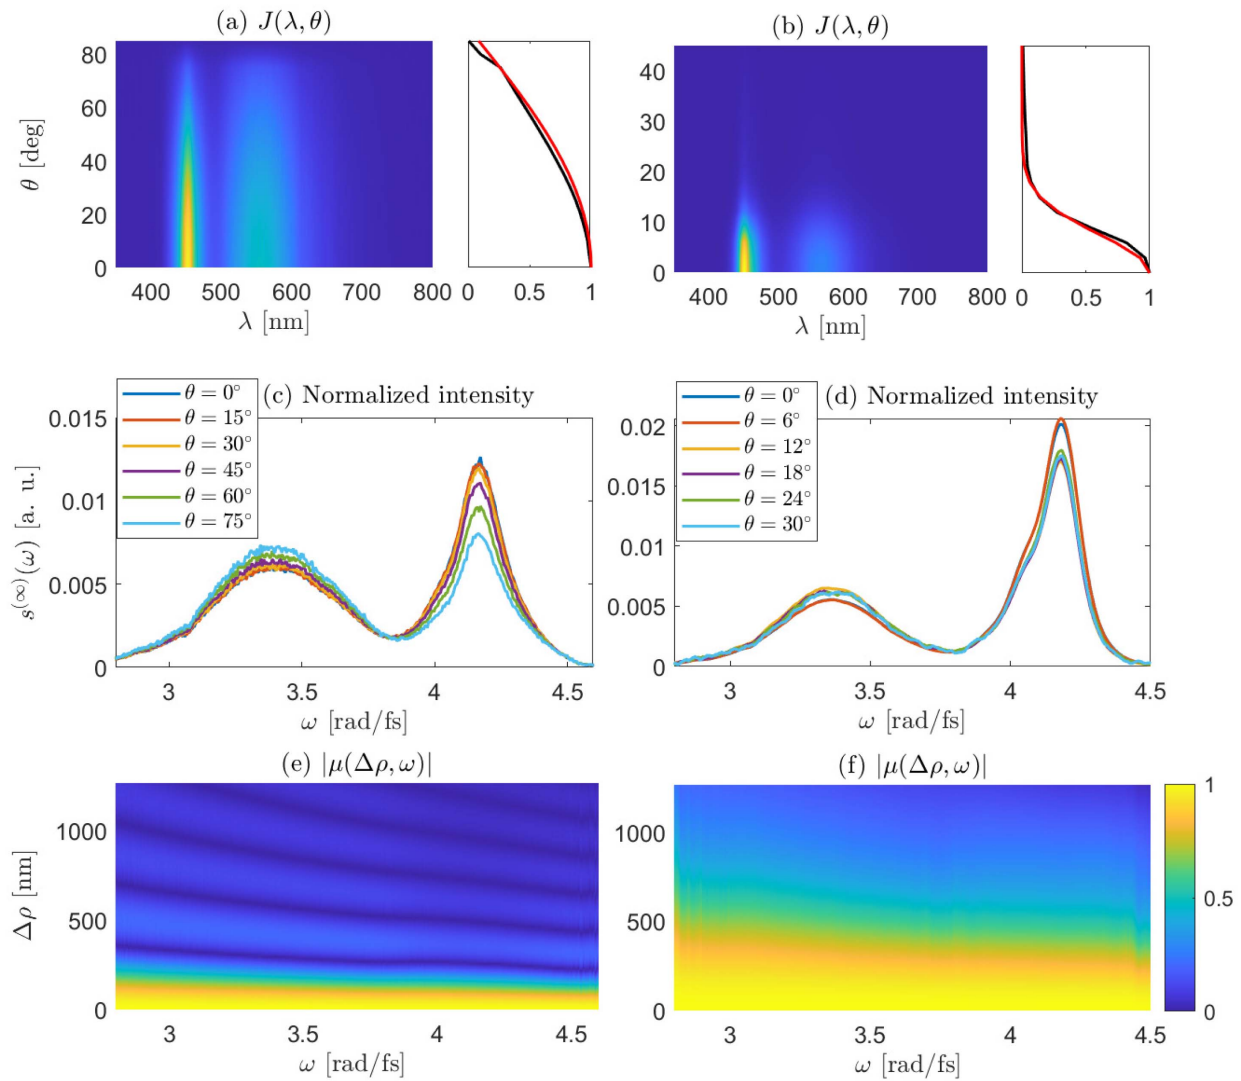 (a) J(λ, θ)
80
60
40
20
0
θ [deg]
400 500 600 700 800
λ [nm]
0 0.5 1
(b) J(λ, θ)
40
30
20
10
0
400 500 600 700 800
λ [nm]
0 0.5 1
(c) Normalized intensity
θ = 0°
θ = 15°
θ = 30°
θ = 45°
θ = 60°
θ = 75°
0.015
0.01
0.005
0
s^(∞)(ω) [a. u.]
3 3.5 4 4.5
ω [rad/fs]
(d) Normalized intensity
θ = 0°
θ = 6°
θ = 12°
θ = 18°
θ = 24°
θ = 30°
0.02
0.01
0.005
0
3 3.5 4 4.5
ω [rad/fs]
(e) |μ(Δρ, ω)|
1000
500
0
Δρ [nm]
3 3.5 4 4.5
ω [rad/fs]
(f) |μ(Δρ, ω)|
1000
500
0
3 3.5 4 4.5
ω [rad/fs]
1
0.5
0